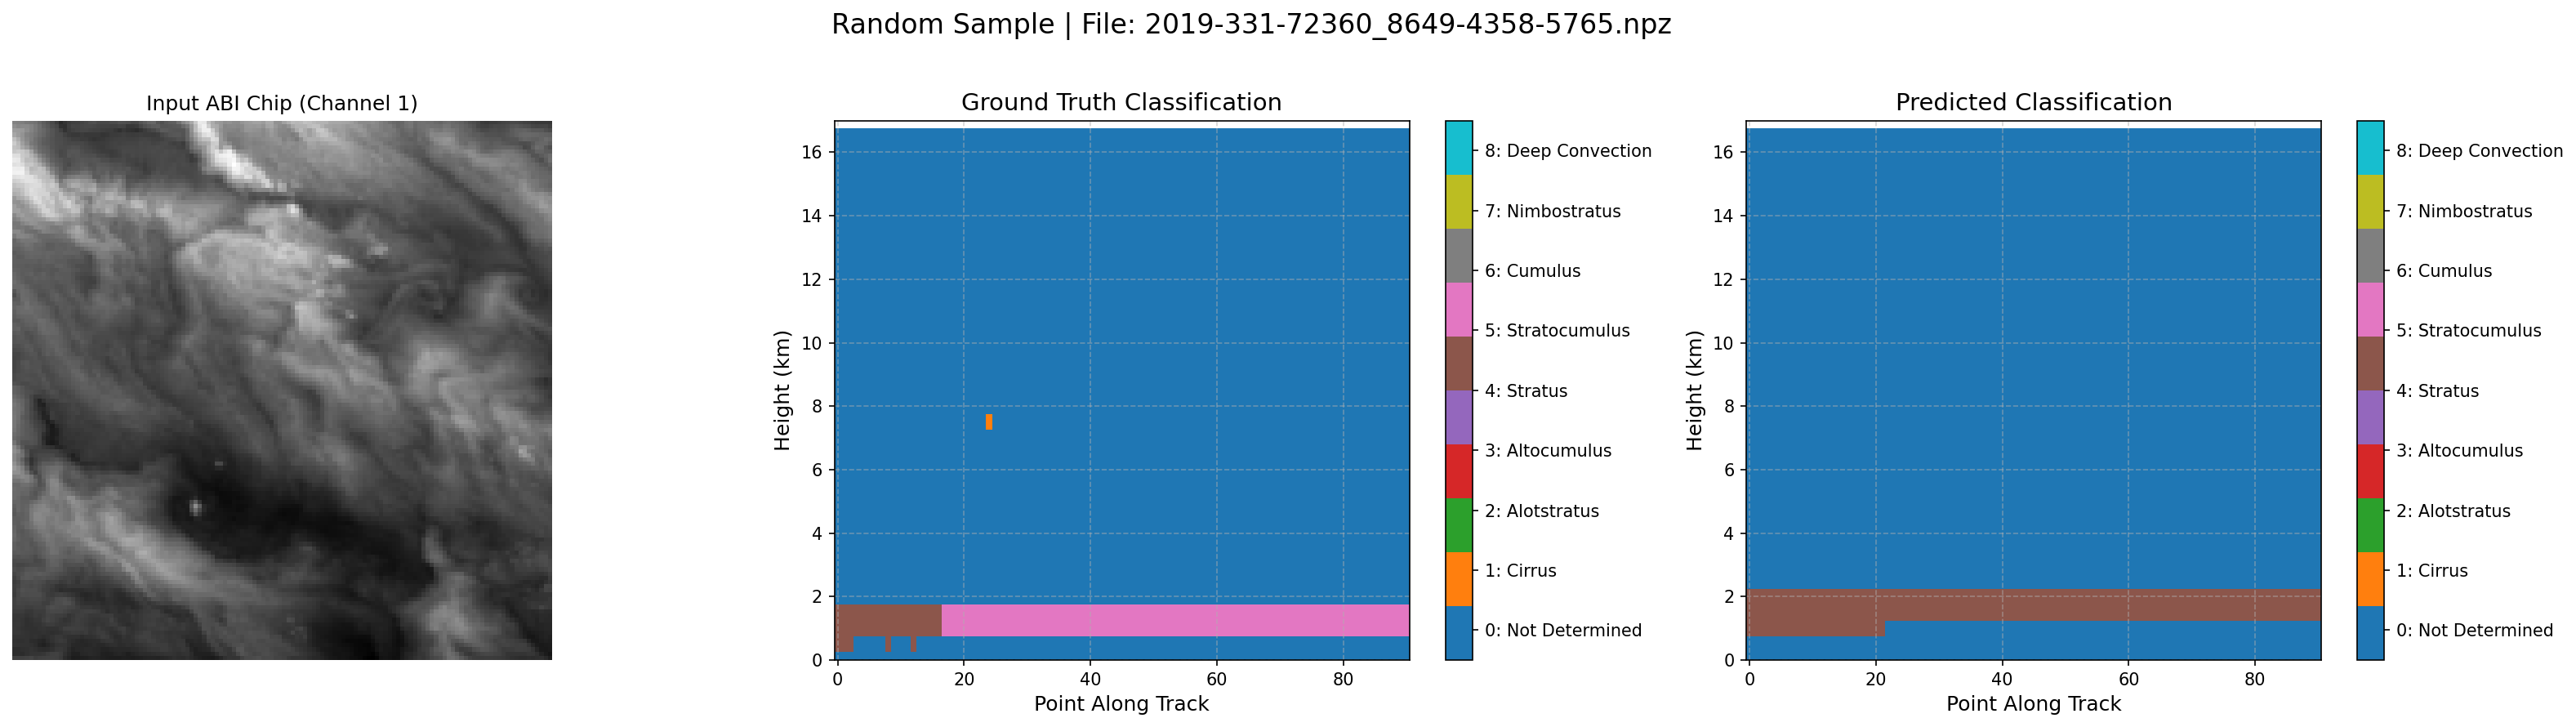 Random Sample | File: 2019-331-72360_8649-4358-5765.npz
Input ABI Chip (Channel 1)
Ground Truth Classification
Height (km)
16
14
12
10
8
6
4
2
0
0 20 40 60 80
Point Along Track
8: Deep Convection
7: Nimbostratus
6: Cumulus
5: Stratocumulus
4: Stratus
3: Altocumulus
2: Alotstratus
1: Cirrus
0: Not Determined
Predicted Classification
Height (km)
16
14
12
10
8
6
4
2
0
0 20 40 60 80
Point Along Track
8: Deep Convection
7: Nimbostratus
6: Cumulus
5: Stratocumulus
4: Stratus
3: Altocumulus
2: Alotstratus
1: Cirrus
0: Not Determined